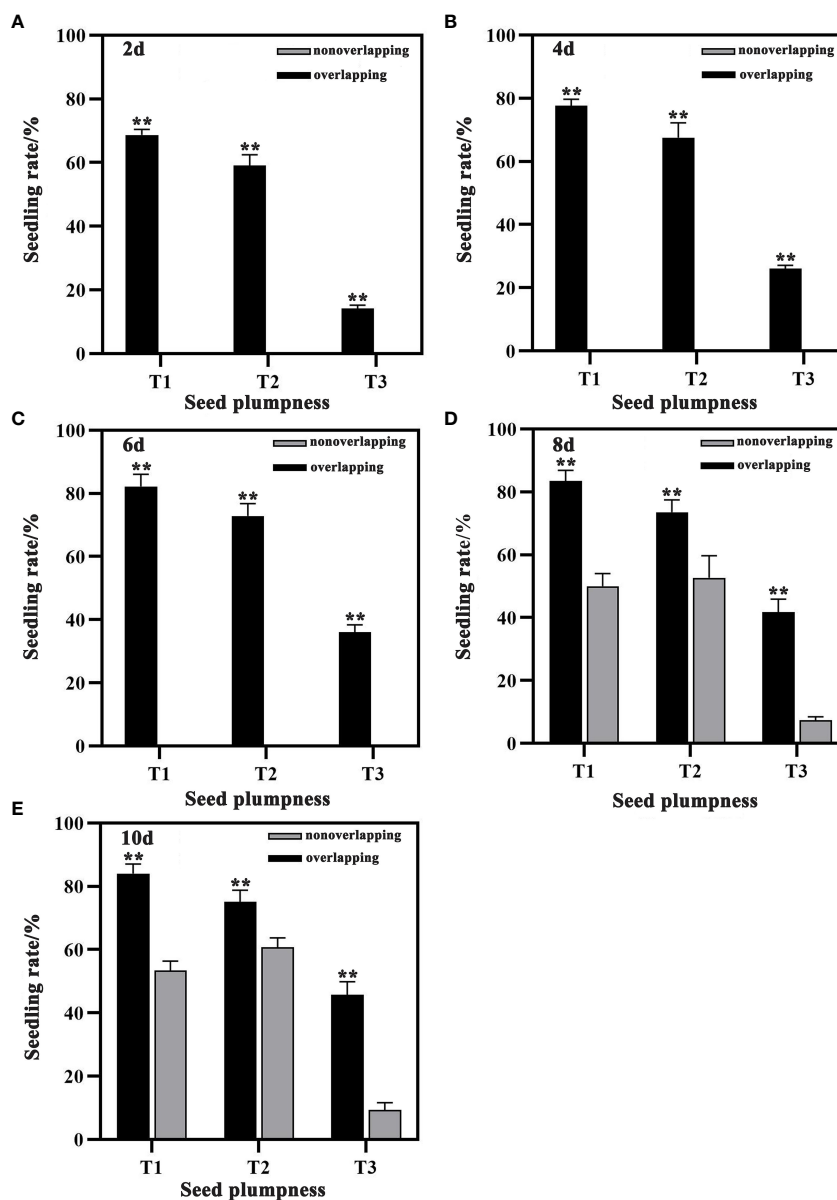 A
2d
nonoverlapping
overlapping
100
80
60
40
20
0
Seedling rate/%
** ** **
T1 T2 T3
Seed plumpness
B
4d
nonoverlapping
overlapping
100
80
60
40
20
0
Seedling rate/%
** ** **
T1 T2 T3
Seed plumpness
C
6d
nonoverlapping
overlapping
100
80
60
40
20
0
Seedling rate/%
** ** **
T1 T2 T3
Seed plumpness
D
8d
nonoverlapping
overlapping
100
80
60
40
20
0
Seedling rate/%
** ** **
T1 T2 T3
Seed plumpness
E
10d
nonoverlapping
overlapping
100
80
60
40
20
0
Seedling rate/%
** ** **
T1 T2 T3
Seed plumpness